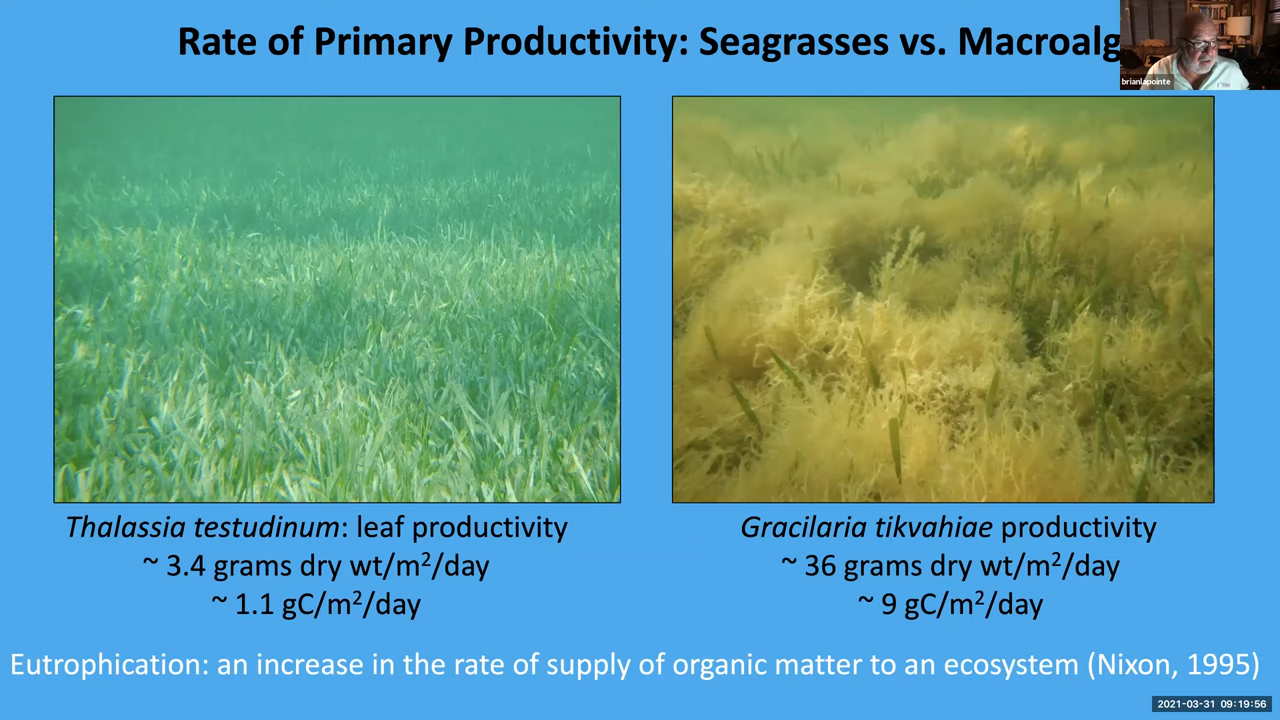 Rate of Primary Productivity: Seagrasses vs. Macroalg
brianlapointe
Thalassia testudinum: leaf productivity
~ 3.4 grams dry wt/m²/day
~ 1.1 gC/m²/day
Gracilaria tikvahiae productivity
~ 36 grams dry wt/m²/day
~ 9 gC/m²/day
Eutrophication: an increase in the rate of supply of organic matter to an ecosystem (Nixon, 1995)
2021-03-31 09:19:56